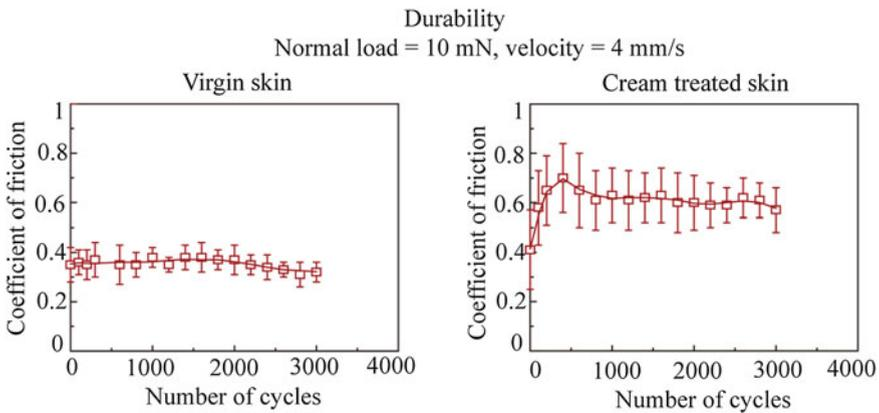 Durability
Normal load = 10 mN, velocity = 4 mm/s
Virgin skin
Coefficient of friction
1
0.8
0.6
0.4
0.2
0
0 1000 2000 3000 4000
Number of cycles
Cream treated skin
Coefficient of friction
1
0.8
0.6
0.4
0.2
0
0 1000 2000 3000 4000
Number of cycles